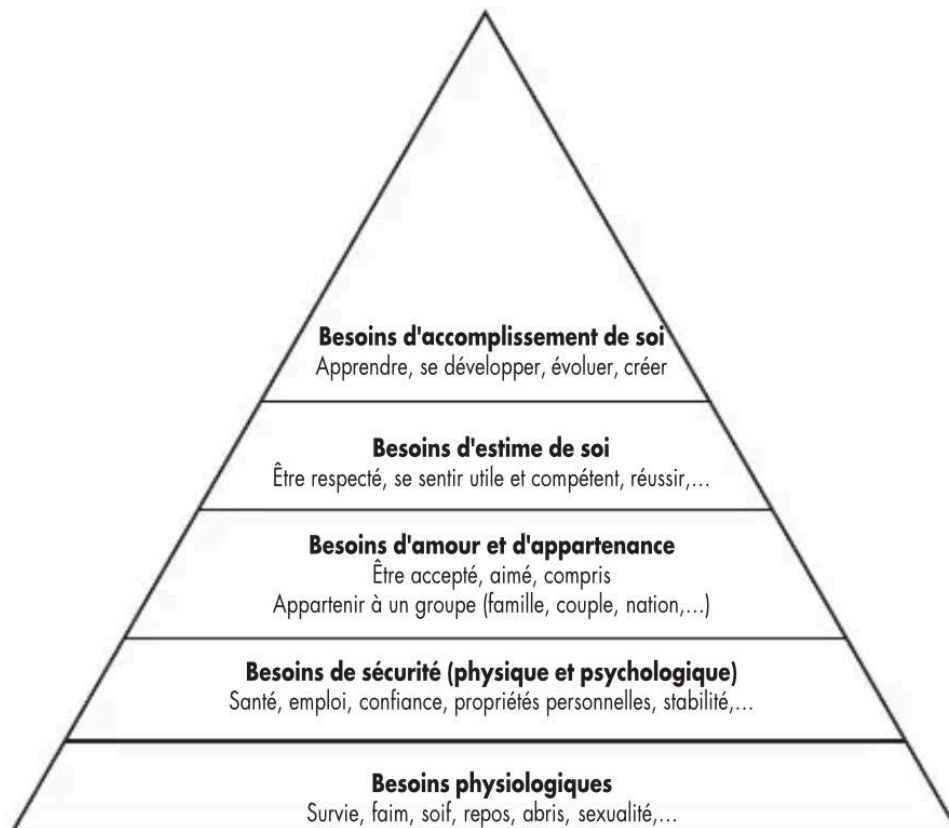 Besoins d'accomplissement de soi
Apprendre, se développer, évoluer, créer
Besoins d'estime de soi
Être respecté, se sentir utile et compétent, réussir,…
Besoins d'amour et d'appartenance
Être accepté, aimé, compris
Appartenir à un groupe (famille, couple, nation,…)
Besoins de sécurité (physique et psychologique)
Santé, emploi, confiance, propriétés personnelles, stabilité,…
Besoins physiologiques
Survie, faim, soif, repos, abris, sexualité,…